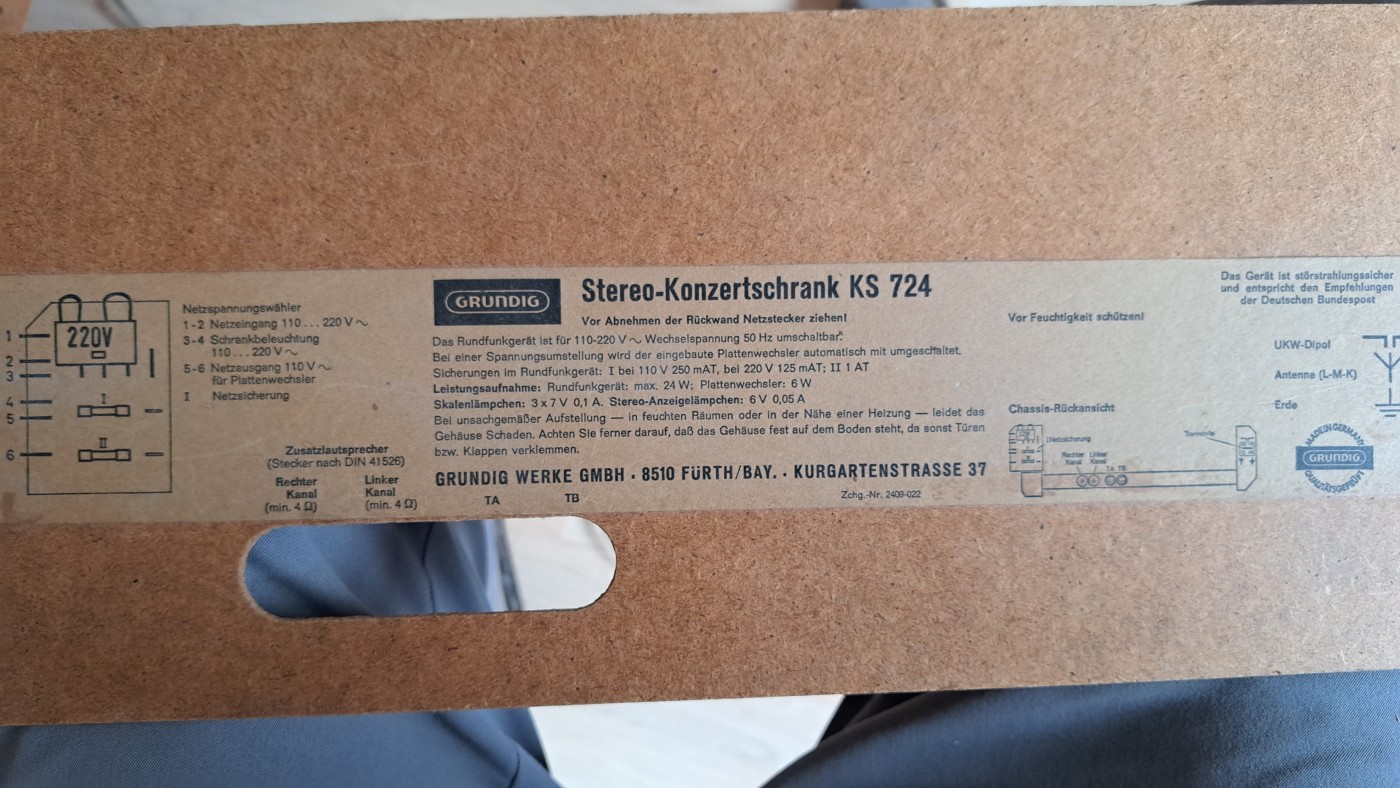 220V
1
2
3
4
5
6
I
II
Netzspannungswähler
1-2 Netzeingang 110...220 V ~
3-4 Schrankbeleuchtung
110...220 V ~
5-6 Netzausgang 110 V ~
für Plattenwechsler
I Netzsicherung
Zusatzlautsprecher
(Stecker nach DIN 41526)
Rechter
Kanal
(min. 4 Ω)
Linker
Kanal
(min. 4 Ω)
GRUNDIG
Stereo-Konzertschrank KS 724
Vor Abnehmen der Rückwand Netzstecker ziehen!
Das Rundfunkgerät ist für 110-220 V ~ Wechselspannung 50 Hz umschaltbar.
Bei einer Spannungsumstellung wird der eingebaute Plattenwechsler automatisch mit umgeschaltet.
Sicherungen im Rundfunkgerät: I bei 110 V 250 mAT, bei 220 V 125 mAT; II 1 AT
Leistungsaufnahme: Rundfunkgerät: max. 24 W; Plattenwechsler: 6 W
Skalenlämpchen: 3 x 7 V 0,1 A. Stereo-Anzeigelämpchen: 6 V 0,05 A
Bei unsachgemäßer Aufstellung — in feuchten Räumen oder in der Nähe einer Heizung — leidet das
Gehäuse Schaden. Achten Sie ferner darauf, daß das Gehäuse fest auf dem Boden steht, da sonst Türen
bzw. Klappen verklemmen.
GRUNDIG WERKE GMBH · 8510 FÜRTH/BAY. · KURGARTENSTRASSE 37
TA
TB
Zchg.-Nr. 2409-022
Vor Feuchtigkeit schützen!
Chassis-Rückansicht
Netzsicherung
Rechter
Kanal
Linker
Kanal
TA TB
Das Gerät ist störstrahlungssicher
und entspricht den Empfehlungen
der Deutschen Bundespost
UKW-Dipol
Antenne (L-M-K)
Erde
MADE IN GERMANY
GRUNDIG
QUALITÄTSGEPRÜFT